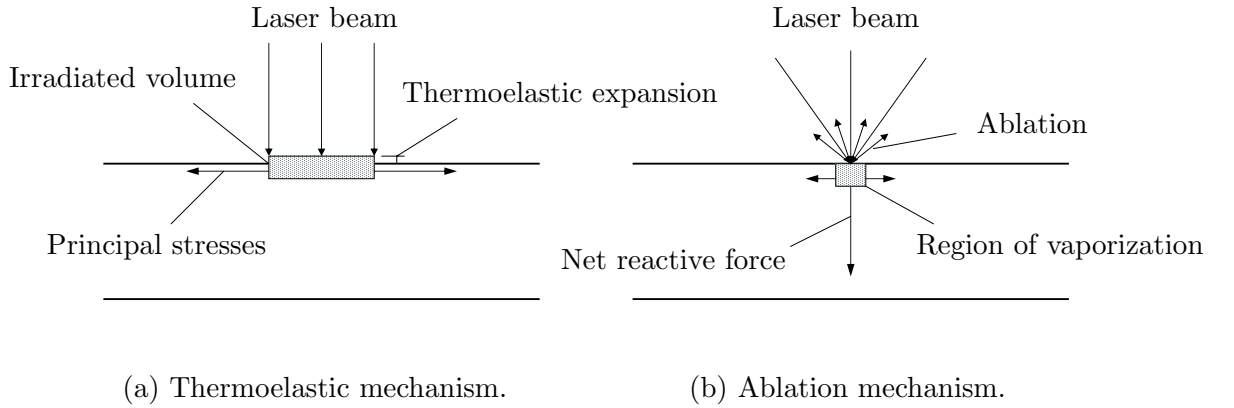 Laser beam
Irradiated volume
Thermoelastic expansion
Principal stresses
(a) Thermoelastic mechanism.
Laser beam
Ablation
Region of vaporization
Net reactive force
(b) Ablation mechanism.